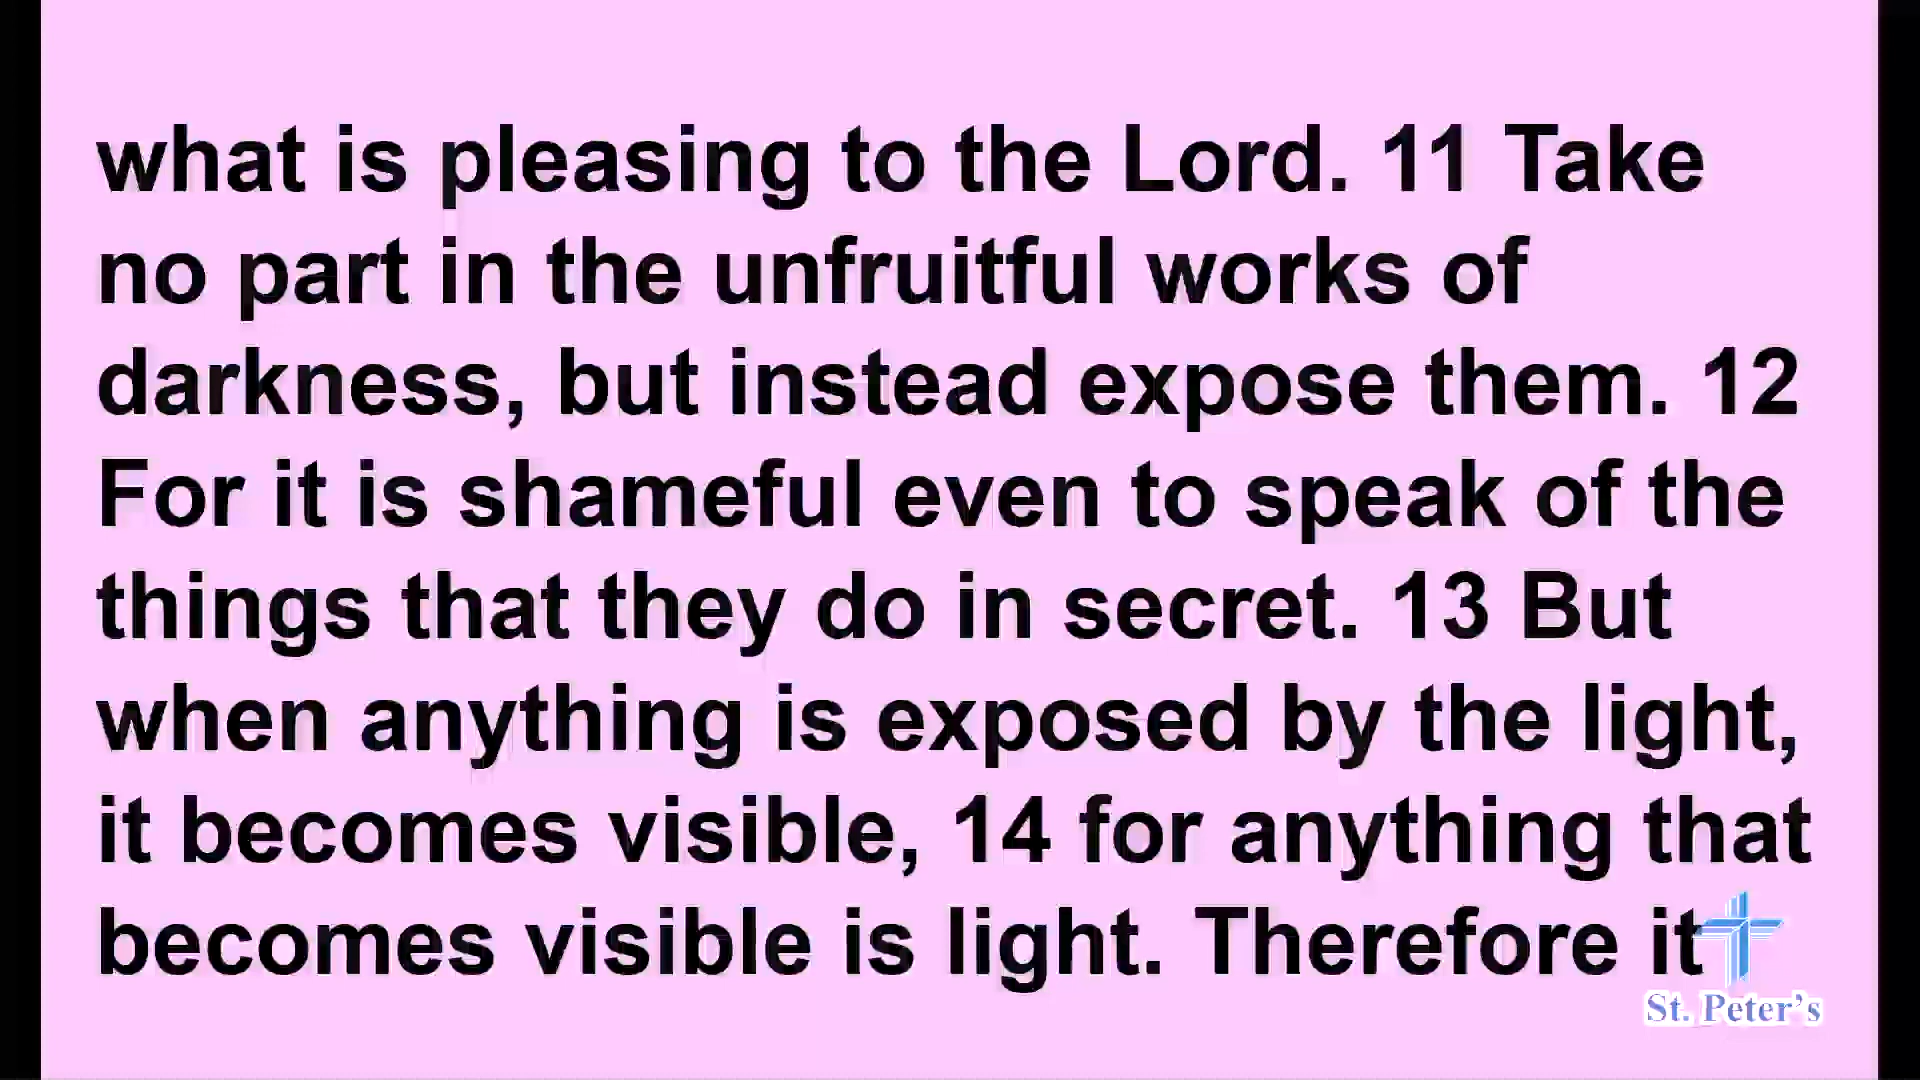 what is pleasing to the Lord. 11 Take
no part in the unfruitful works of
darkness, but instead expose them. 12
For it is shameful even to speak of the
things that they do in secret. 13 But
when anything is exposed by the light,
it becomes visible, 14 for anything that
becomes visible is light. Therefore it
St. Peter's